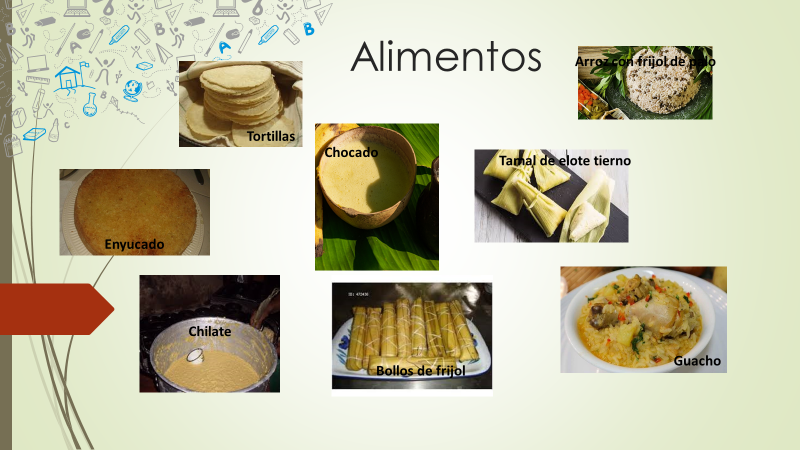 Alimentos
Arroz con frijol de palo
Tortillas
Chocado
Tamal de elote tierno
Enyucado
Chilate
Bollos de frijol
Guacho
A
B